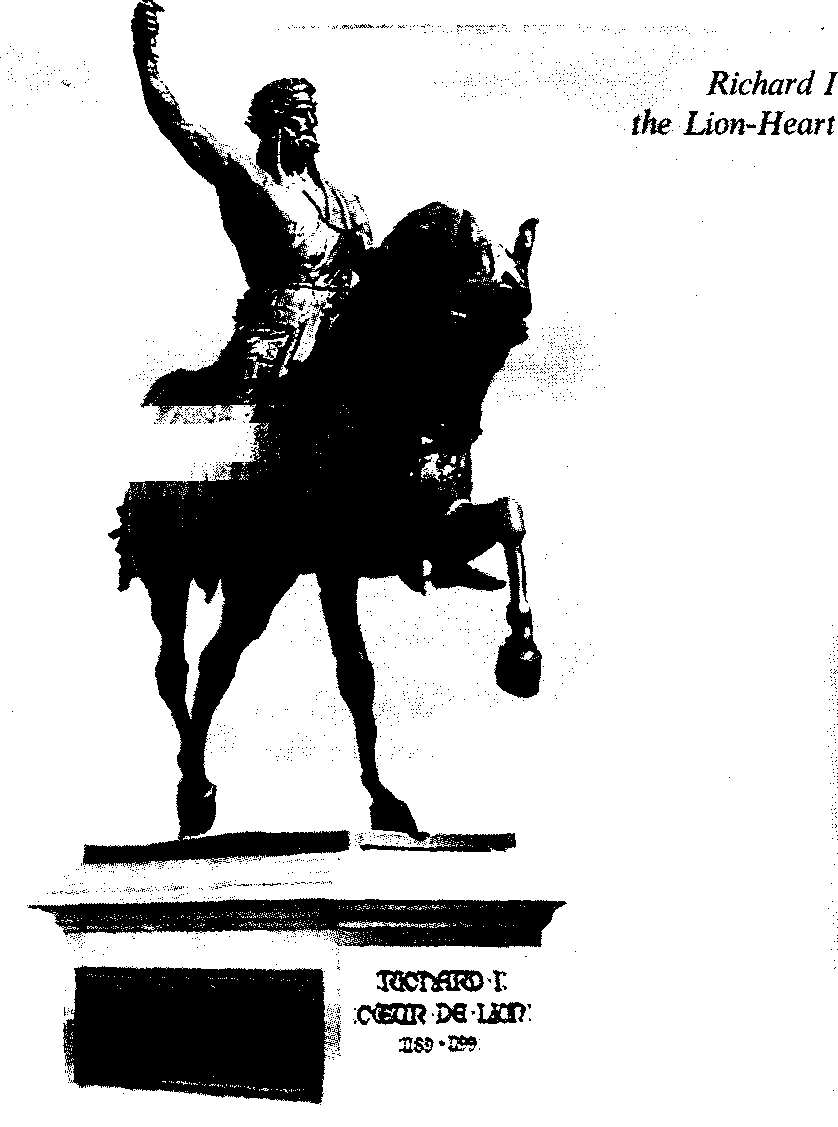 Richard I
the Lion-Heart
RICHARD·I·
CŒUR·DE·LION
1189·1199